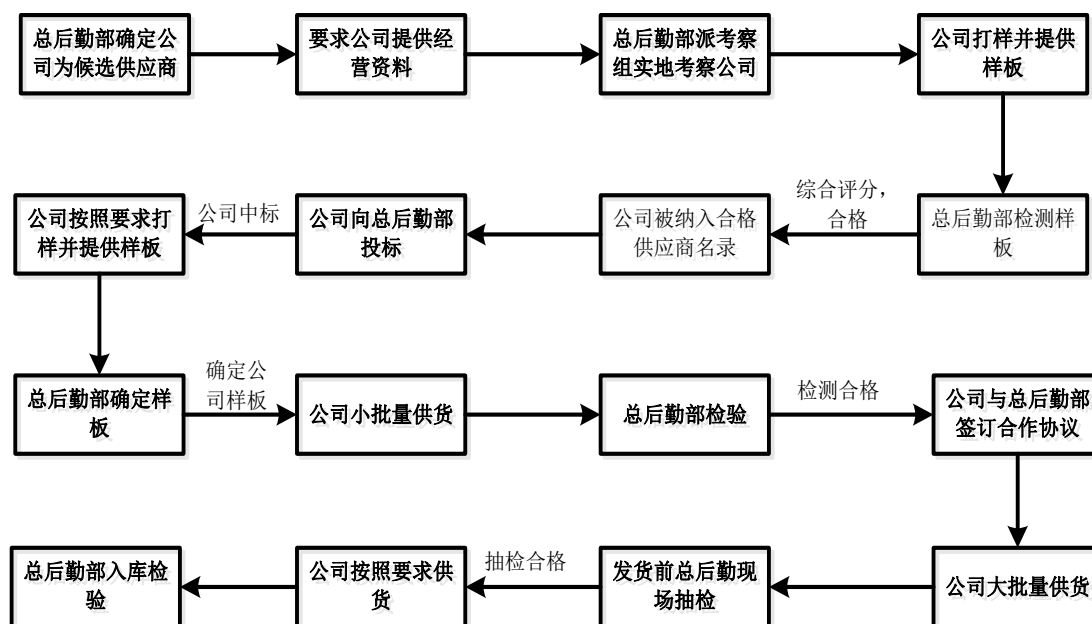 总后勤部确定公
司为候选供应商
要求公司提供经
营资料
总后勤部派考察
组实地考察公司
公司打样并提供
样板
总后勤部检测样
板
综合评分，
合格
公司被纳入合格
供应商名录
公司向总后勤部
投标
公司中标
公司按照要求打
样并提供样板
总后勤部确定样
板
确定公
司样板
公司小批量供货
总后勤部检验
检测合格
公司与总后勤部
签订合作协议
公司大批量供货
发货前总后勤现
场抽检
抽检合格
公司按照要求供
货
总后勤部入库检
验